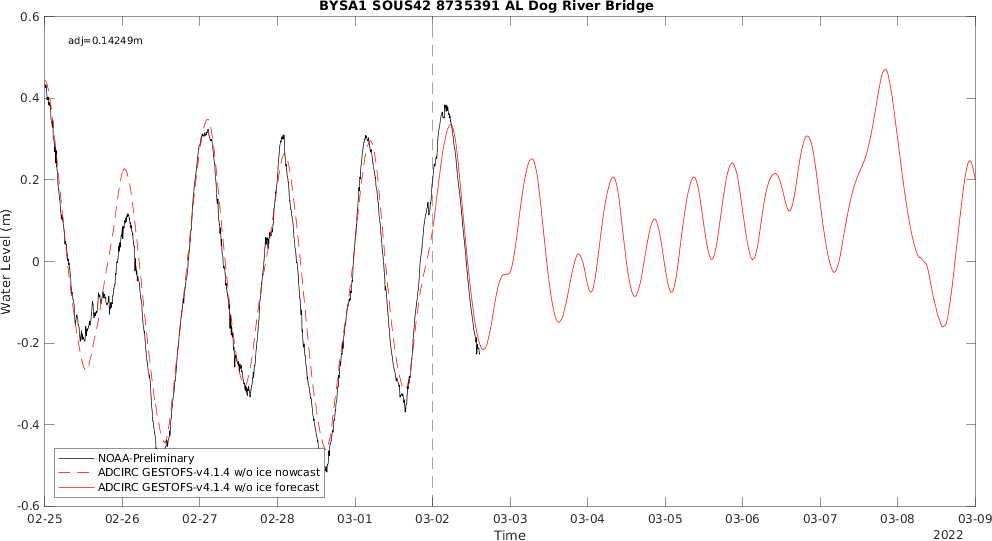 BYSA1 SOUS42 8735391 AL Dog River Bridge
adj=0.14249m
0.6
0.4
0.2
0
-0.2
-0.4
-0.6
Water Level (m)
NOAA-Preliminary
ADCIRC GESTOFS-v4.1.4 w/o ice nowcast
ADCIRC GESTOFS-v4.1.4 w/o ice forecast
02-25 02-26 02-27 02-28 03-01 03-02 03-03 03-04 03-05 03-06 03-07 03-08 03-09
Time
2022